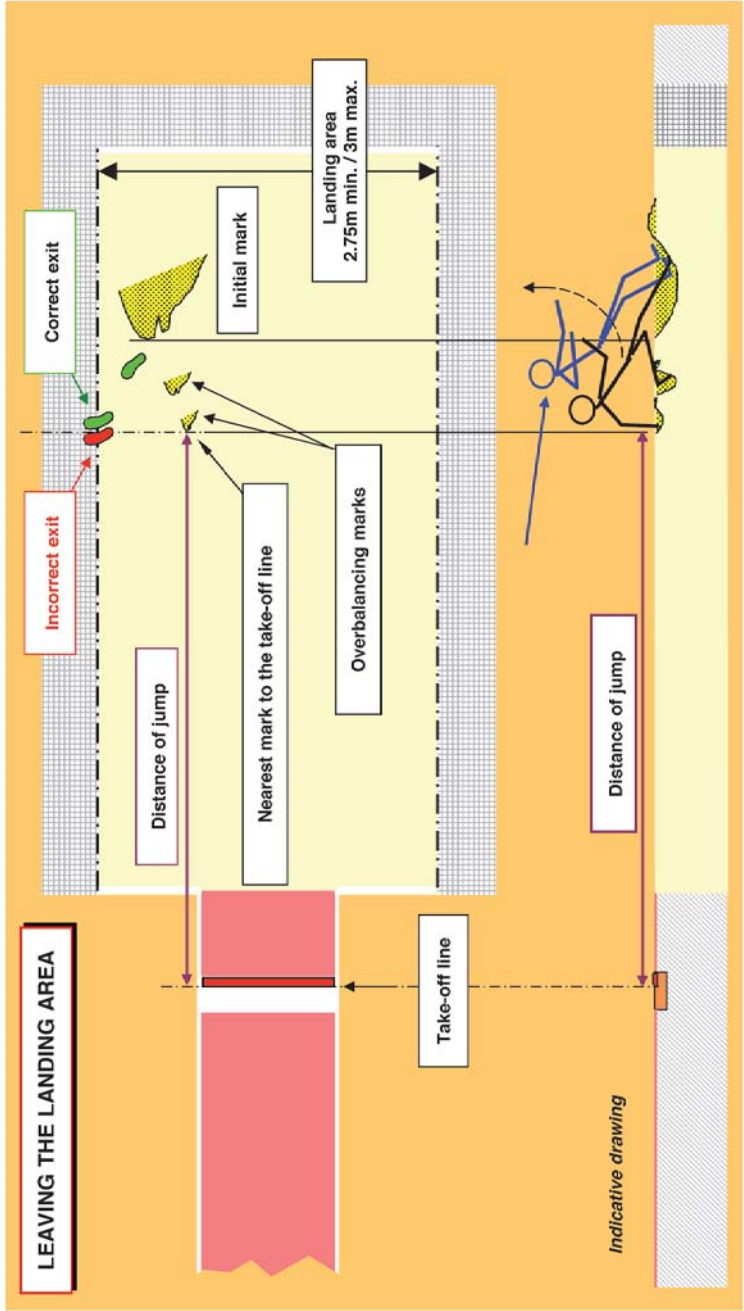 LEAVING THE LANDING AREA
Incorrect exit
Correct exit
Distance of jump
Nearest mark to the take-off line
Overbalancing marks
Initial mark
Landing area
2.75m min. / 3m max.
Take-off line
Distance of jump
Indicative drawing